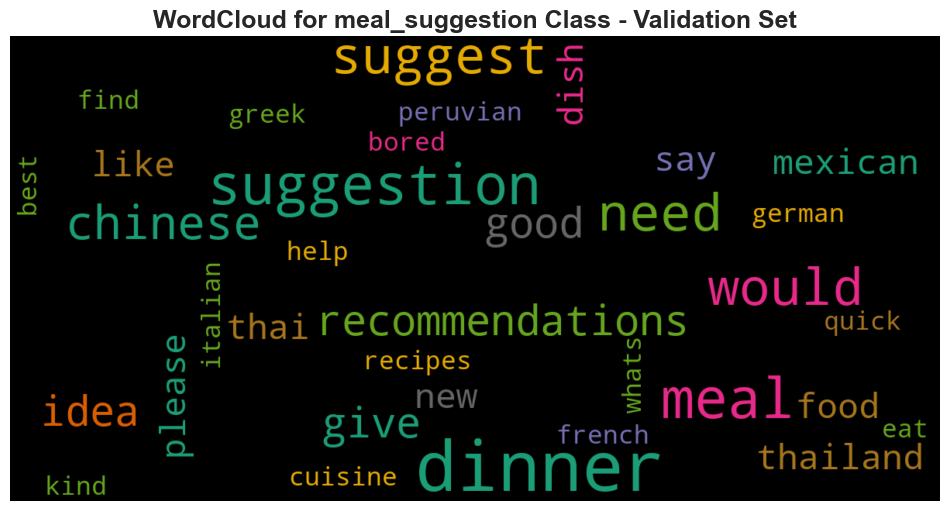 WordCloud for meal_suggestion Class - Validation Set
suggest
dish
find
greek
peruvian
bored
like
say
mexican
best
suggestion
chinese
good
need
german
help
italian
would
thai
recommendations
quick
please
recipes
whats
idea
new
meal
food
give
french
eat
dinner
thailand
cuisine
kind